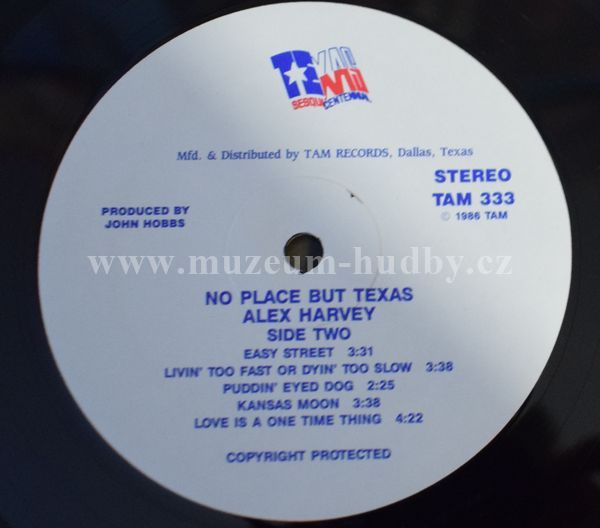 TEXAS
SESQUICENTENNIAL
Mfd. & Distributed by TAM RECORDS, Dallas, Texas
STEREO
TAM 333
© 1986 TAM
PRODUCED BY
JOHN HOBBS
www.muzeum-hudby.cz
NO PLACE BUT TEXAS
ALEX HARVEY
SIDE TWO
EASY STREET 3:31
LIVIN' TOO FAST OR DYIN' TOO SLOW 3:38
PUDDIN' EYED DOG 2:25
KANSAS MOON 3:38
LOVE IS A ONE TIME THING 4:22
COPYRIGHT PROTECTED